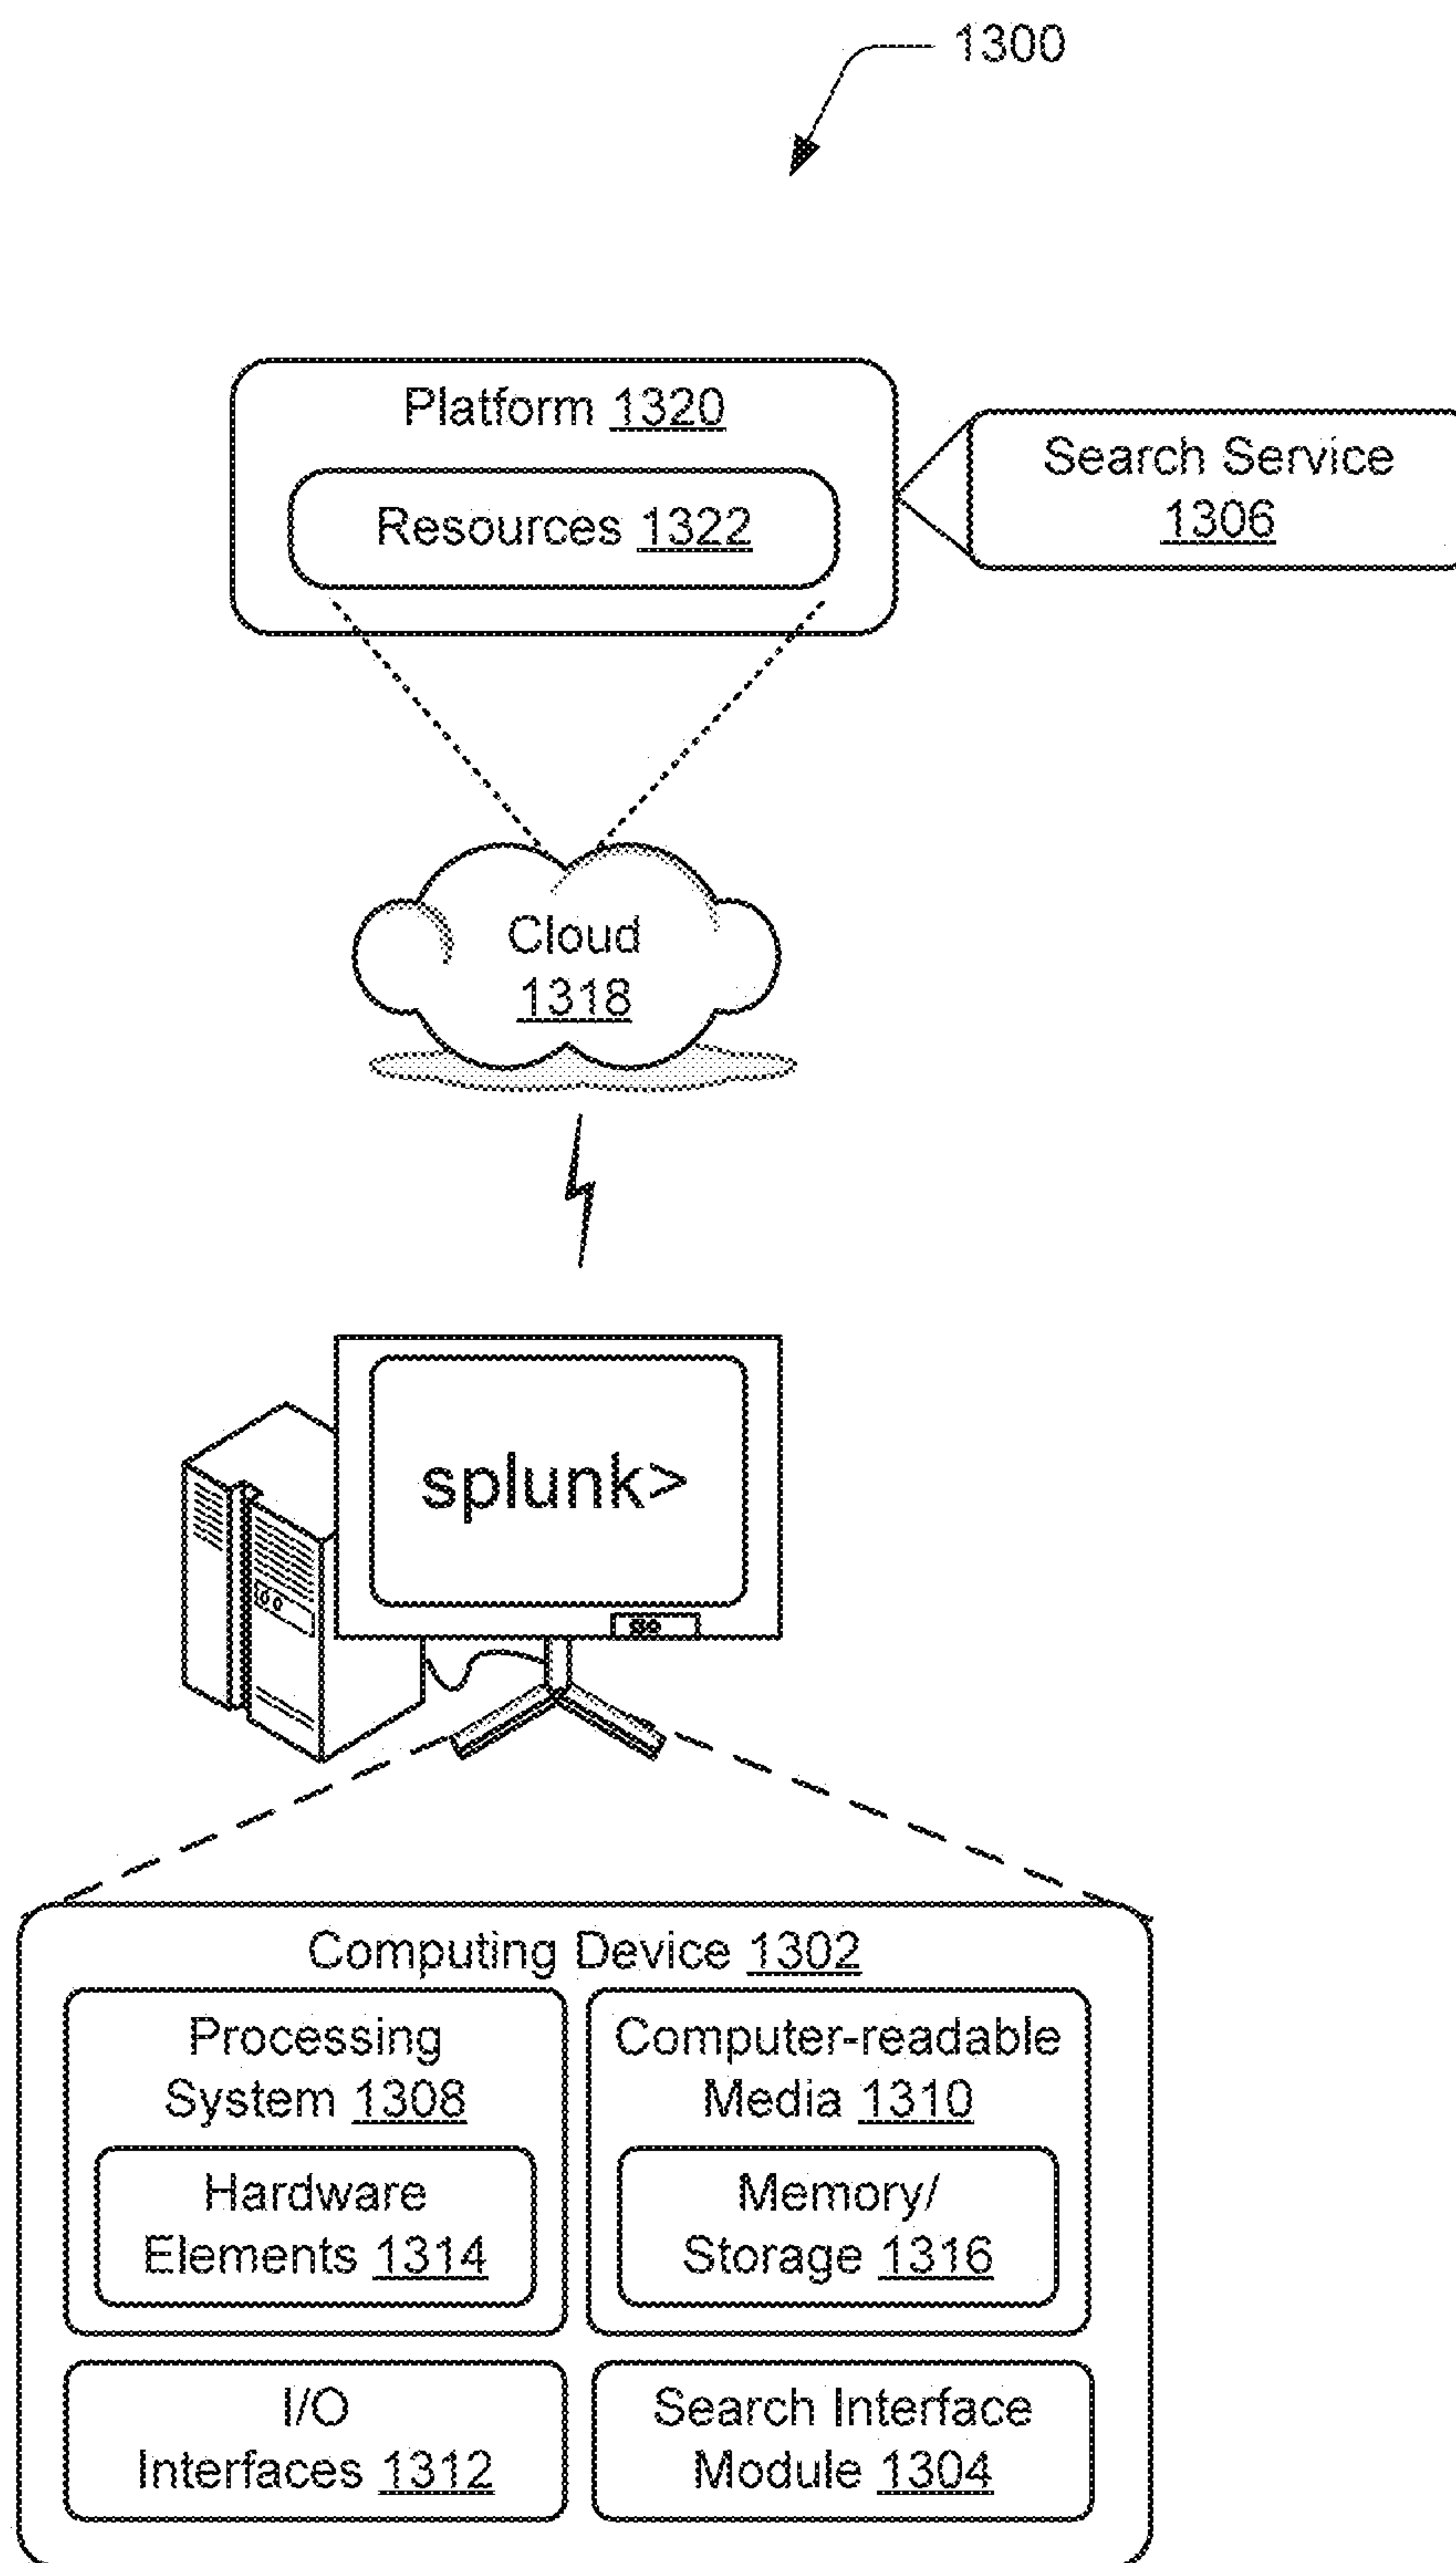 1300
Platform 1320
Resources 1322
Search Service
1306
Cloud
1318
splunk>
Computing Device 1302
Processing
System 1308
Hardware
Elements 1314
Computer-readable
Media 1310
Memory/
Storage 1316
I/O
Interfaces 1312
Search Interface
Module 1304